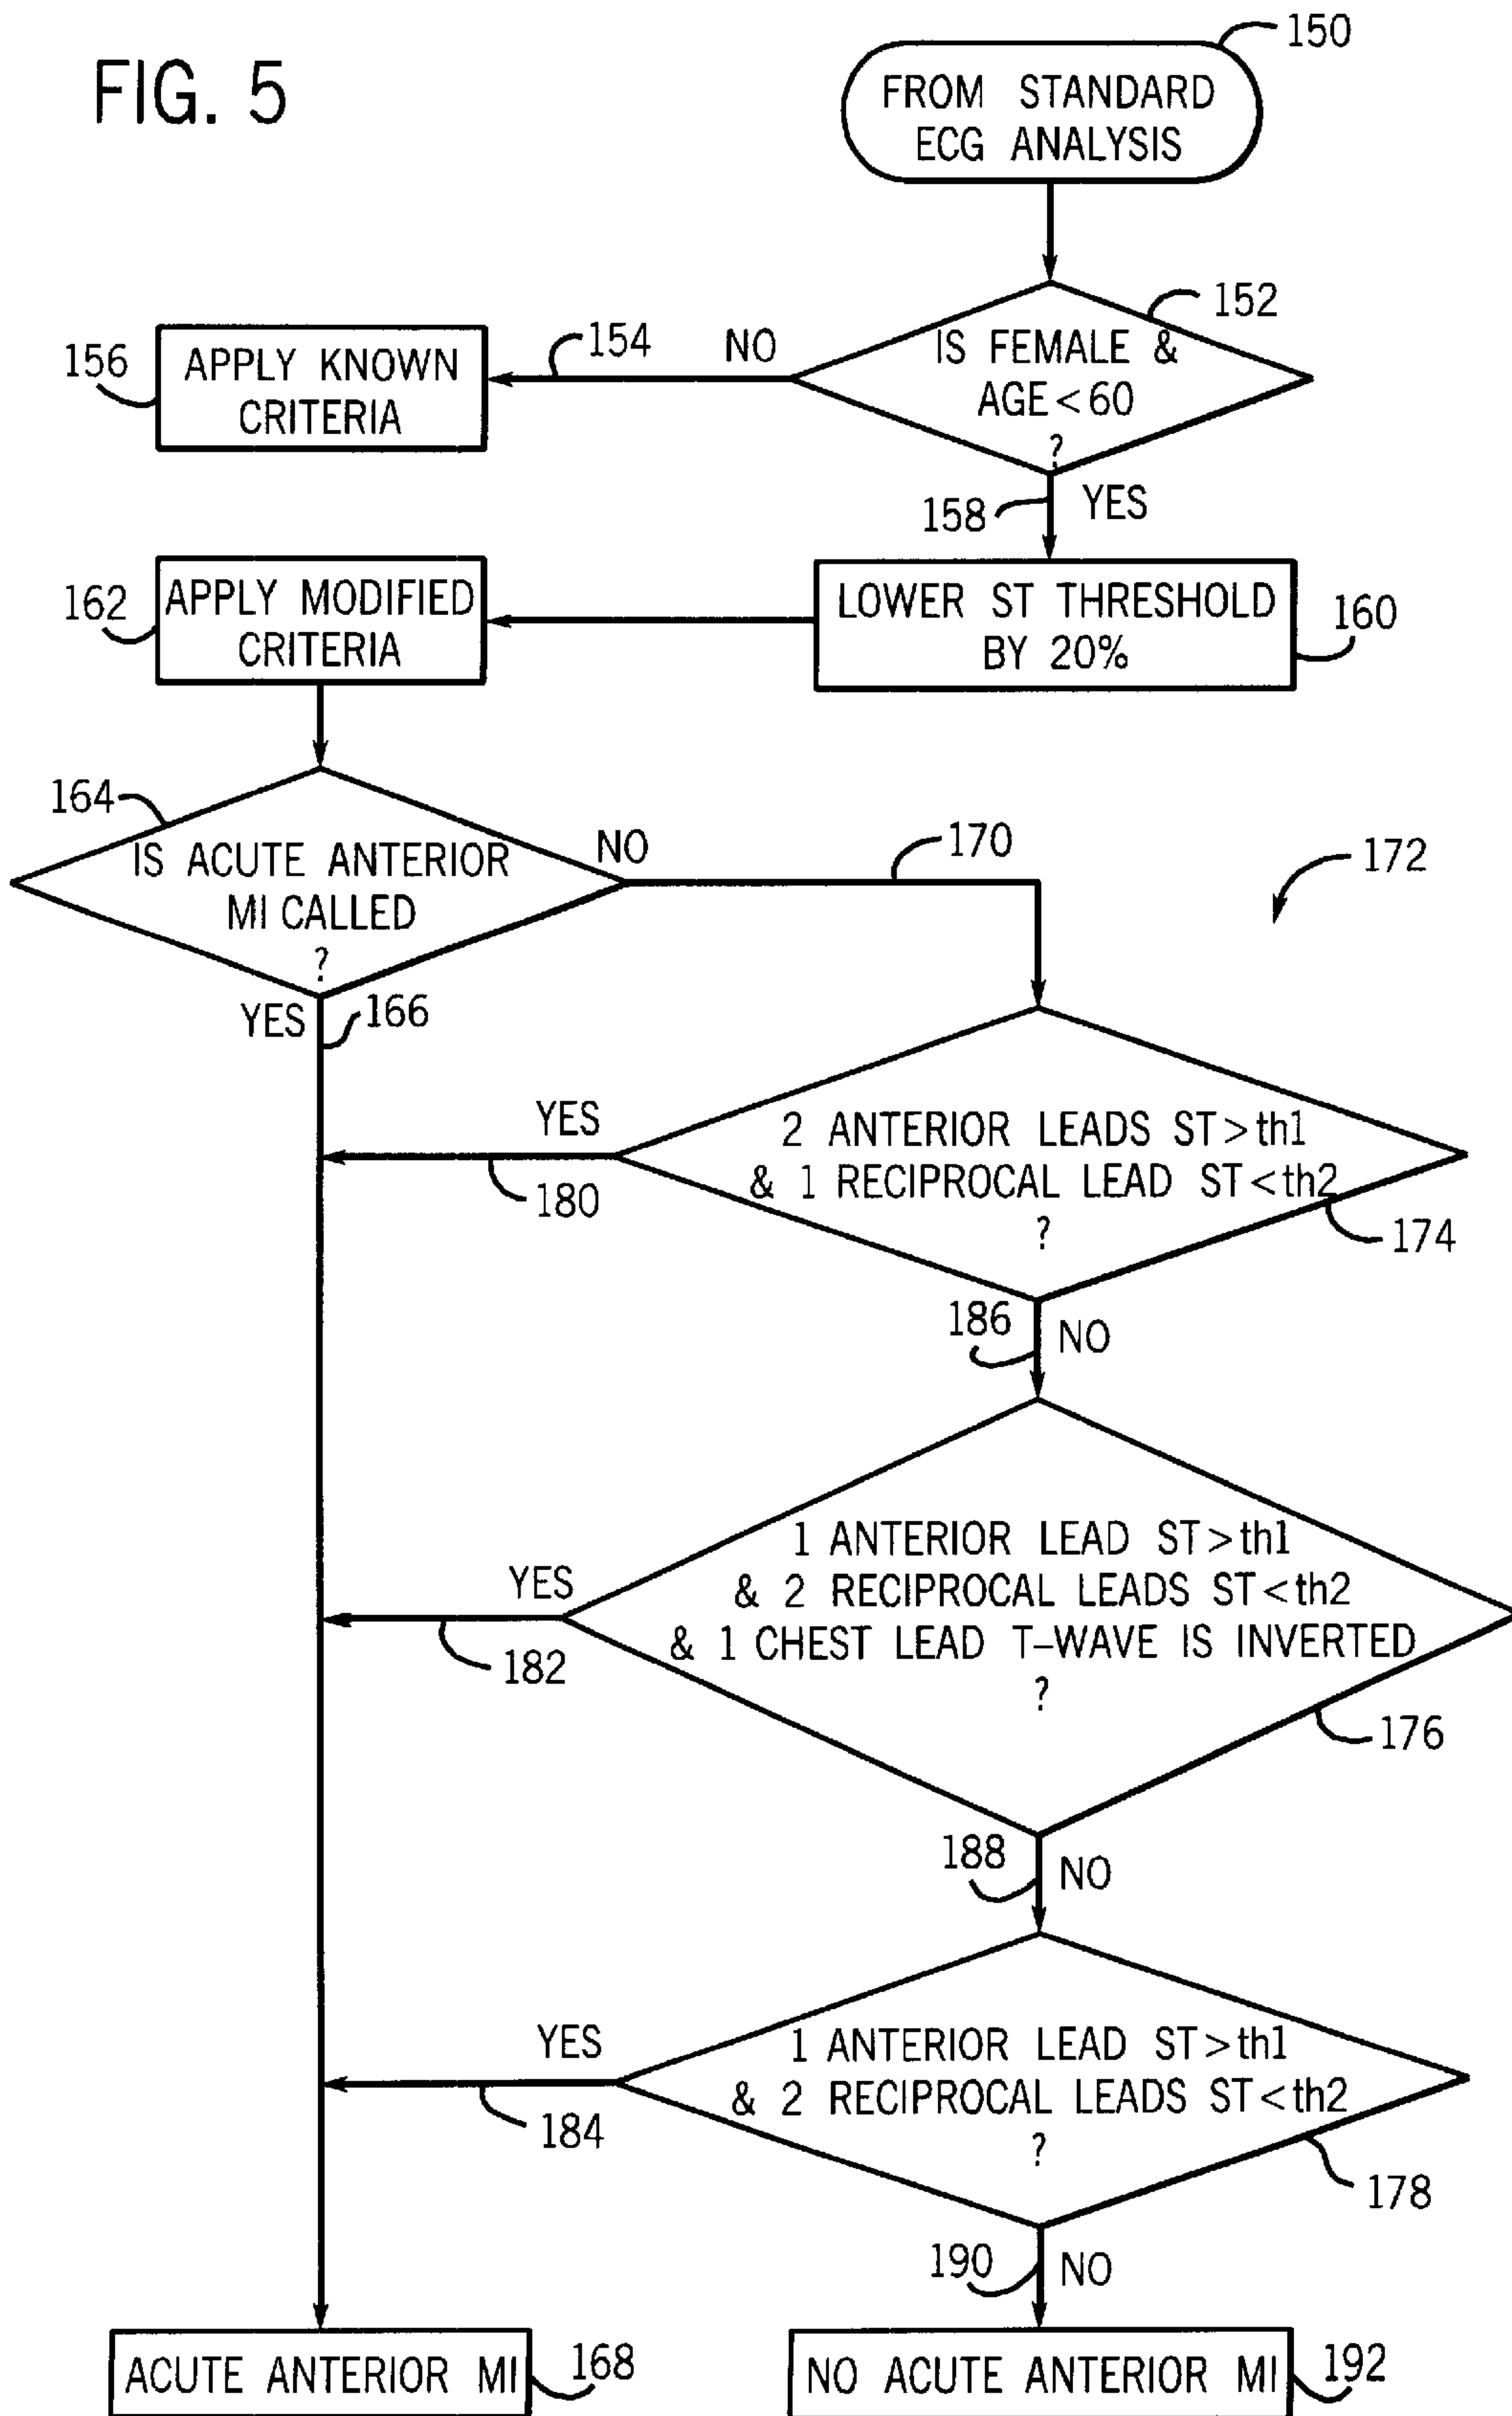 FIG. 5
150
FROM STANDARD
ECG ANALYSIS
152
IS FEMALE &
AGE < 60
?
NO
154
156
APPLY KNOWN
CRITERIA
158
YES
LOWER ST THRESHOLD
BY 20%
160
162
APPLY MODIFIED
CRITERIA
164
IS ACUTE ANTERIOR
MI CALLED
?
NO
170
172
YES
166
2 ANTERIOR LEADS ST > th1
& 1 RECIPROCAL LEAD ST < th2
?
174
YES
180
186
NO
1 ANTERIOR LEAD ST > th1
& 2 RECIPROCAL LEADS ST < th2
& 1 CHEST LEAD T-WAVE IS INVERTED
?
176
YES
182
188
NO
1 ANTERIOR LEAD ST > th1
& 2 RECIPROCAL LEADS ST < th2
?
178
YES
184
190
NO
ACUTE ANTERIOR MI
168
NO ACUTE ANTERIOR MI
192